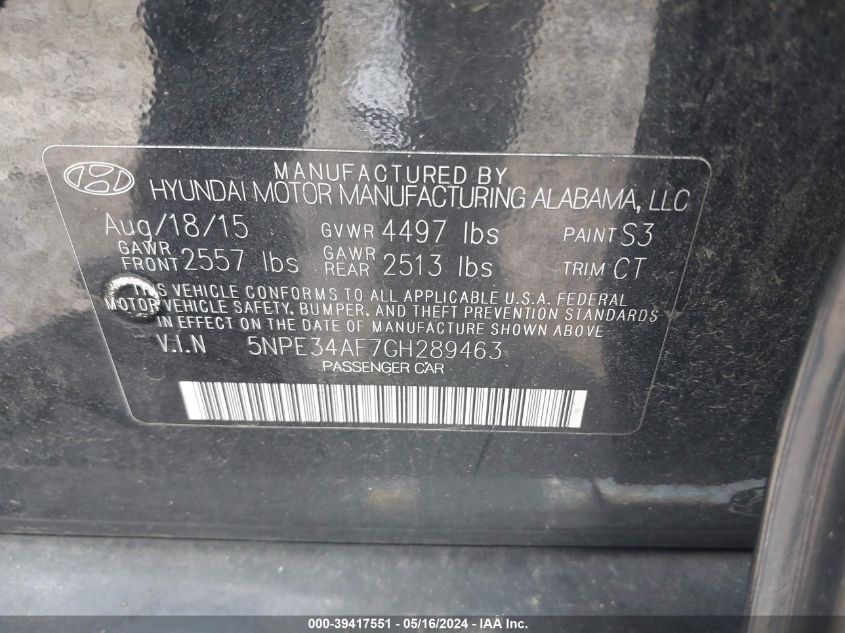 MANUFACTURED BY
HYUNDAI MOTOR MANUFACTURING ALABAMA, LLC
Aug/18/15 GVWR 4497 lbs PAINT S3
GAWR FRONT 2557 lbs GAWR REAR 2513 lbs TRIM CT
THIS VEHICLE CONFORMS TO ALL APPLICABLE U.S.A. FEDERAL
MOTOR VEHICLE SAFETY, BUMPER, AND THEFT PREVENTION STANDARDS
IN EFFECT ON THE DATE OF MANUFACTURE SHOWN ABOVE
V.I.N 5NPE34AF7GH289463
PASSENGER CAR
000-39417551 - 05/16/2024 - IAA Inc.